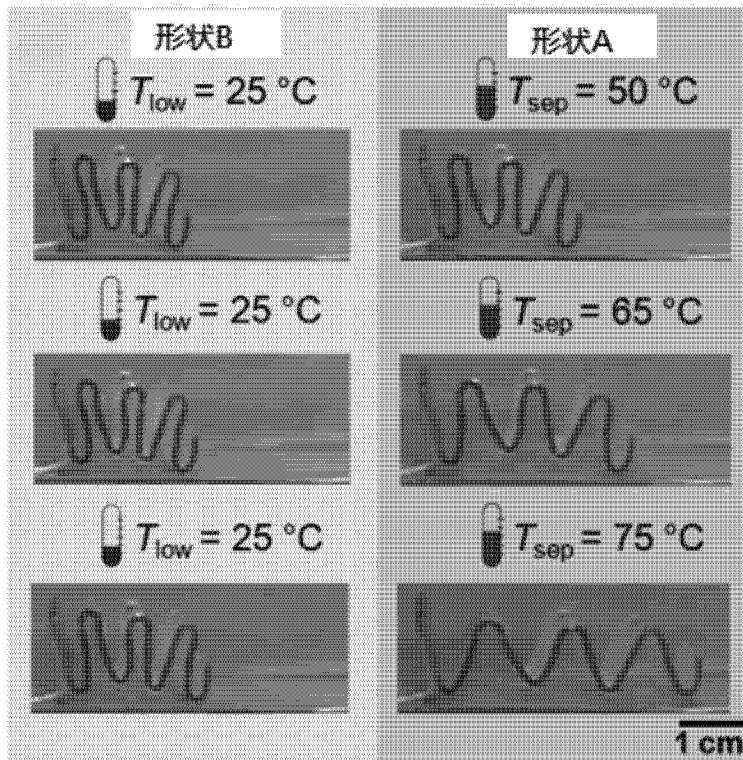 形状B 形状A
T_low = 25 °C T_sep = 50 °C
T_low = 25 °C T_sep = 65 °C
T_low = 25 °C T_sep = 75 °C
1 cm